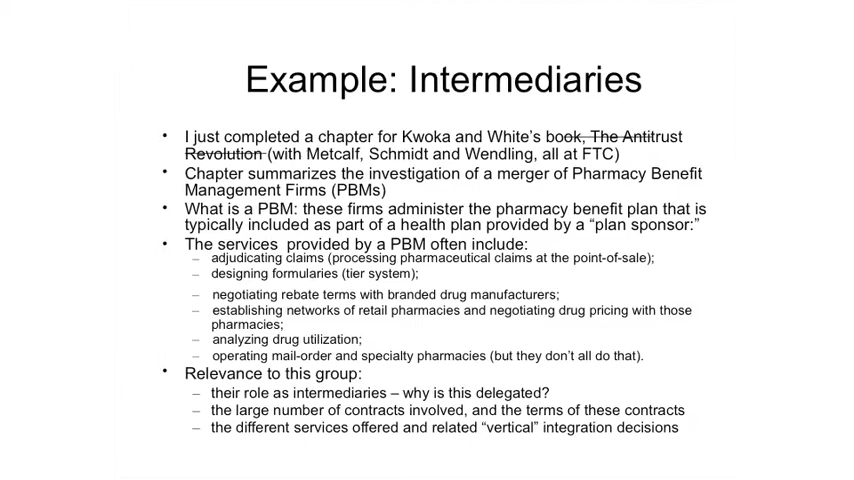 Example: Intermediaries
• I just completed a chapter for Kwoka and White's book, The Antitrust
Revolution (with Metcalf, Schmidt and Wendling, all at FTC)
• Chapter summarizes the investigation of a merger of Pharmacy Benefit
Management Firms (PBMs)
• What is a PBM: these firms administer the pharmacy benefit plan that is
typically included as part of a health plan provided by a “plan sponsor:”
• The services provided by a PBM often include:
– adjudicating claims (processing pharmaceutical claims at the point-of-sale);
– designing formularies (tier system);
– negotiating rebate terms with branded drug manufacturers;
– establishing networks of retail pharmacies and negotiating drug pricing with those
pharmacies;
– analyzing drug utilization;
– operating mail-order and specialty pharmacies (but they don't all do that).
• Relevance to this group:
– their role as intermediaries – why is this delegated?
– the large number of contracts involved, and the terms of these contracts
– the different services offered and related “vertical” integration decisions